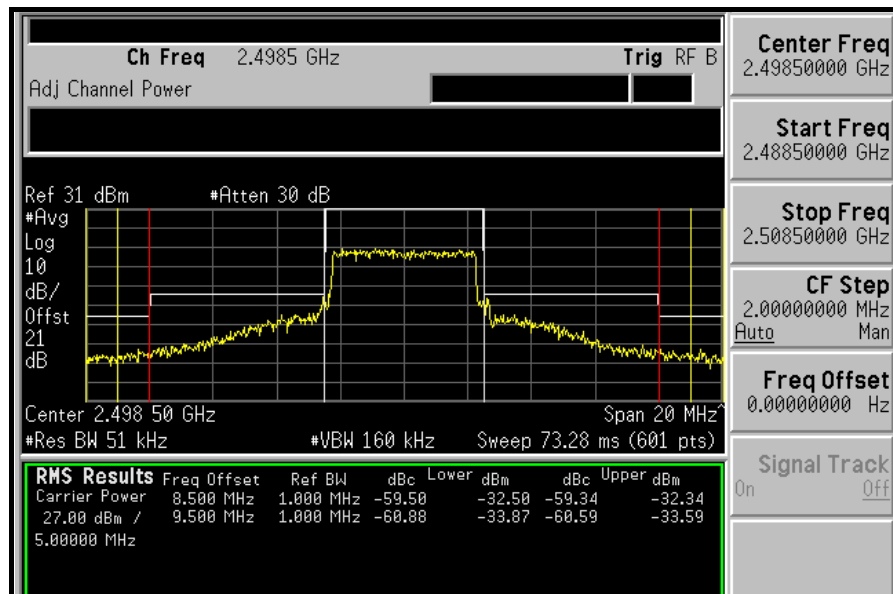 Ch Freq 2.4985 GHz Trig RF B
Adj Channel Power
Ref 31 dBm #Atten 30 dB
#Avg
Log
10
dB/
Offst
21
dB
Center 2.498 50 GHz Span 20 MHz^
#Res BW 51 kHz #VBW 160 kHz Sweep 73.28 ms (601 pts)
RMS Results Freq Offset Ref BW dBc Lower dBm dBc Upper dBm
Carrier Power 8.500 MHz 1.000 MHz -59.50 -32.50 -59.34 -32.34
27.00 dBm / 9.500 MHz 1.000 MHz -60.88 -33.87 -60.59 -33.59
5.00000 MHz
Center Freq
2.49850000 GHz
Start Freq
2.48850000 GHz
Stop Freq
2.50850000 GHz
CF Step
2.00000000 MHz
Auto Man
Freq Offset
0.00000000 Hz
Signal Track
On Off